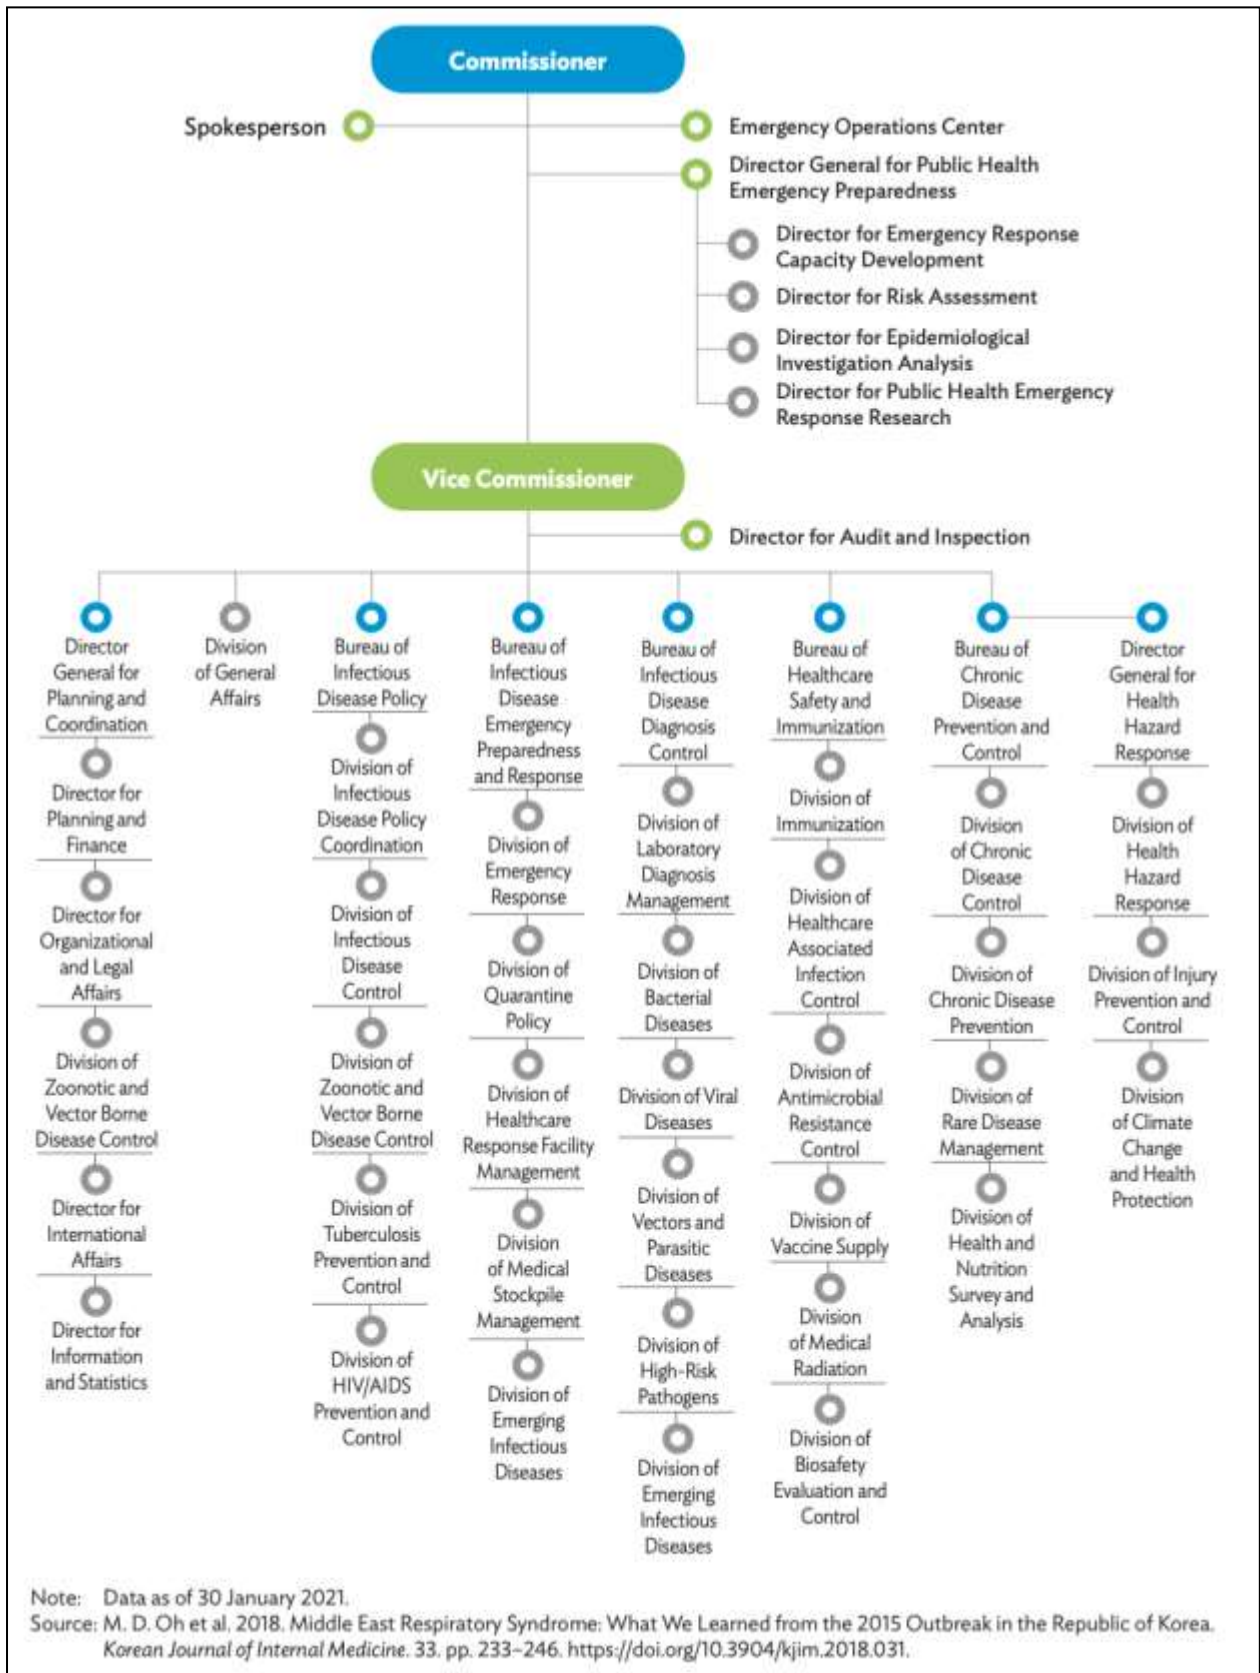 Commissioner
Spokesperson
Emergency Operations Center
Director General for Public Health
Emergency Preparedness
Director for Emergency Response
Capacity Development
Director for Risk Assessment
Director for Epidemiological
Investigation Analysis
Director for Public Health Emergency
Response Research
Vice Commissioner
Director for Audit and Inspection
Director
General for
Planning and
Coordination
Director for
Planning and
Finance
Director for
Organizational
and Legal
Affairs
Division of
Zoonotic and
Vector Borne
Disease Control
Director for
International
Affairs
Director for
Information
and Statistics
Division
of General
Affairs
Bureau of
Infectious
Disease Policy
Division of
Infectious
Disease Policy
Coordination
Division of
Infectious
Disease
Control
Division of
Zoonotic and
Vector Borne
Disease Control
Division of
Tuberculosis
Prevention and
Control
Division of
HIV/AIDS
Prevention and
Control
Bureau of
Infectious
Disease
Emergency
Preparedness
and Response
Division of
Emergency
Response
Division of
Quarantine
Policy
Division of
Healthcare
Response Facility
Management
Division
of Medical
Stockpile
Management
Division of
Emerging
Infectious
Diseases
Bureau of
Infectious
Disease
Diagnosis
Control
Division of
Laboratory
Diagnosis
Management
Division of
Bacterial
Diseases
Division of Viral
Diseases
Division of
Vectors and
Parasitic
Diseases
Division of
High-Risk
Pathogens
Division of
Emerging
Infectious
Diseases
Bureau of
Healthcare
Safety and
Immunization
Division of
Immunization
Division of
Healthcare
Associated
Infection
Control
Division of
Antimicrobial
Resistance
Control
Division of
Vaccine Supply
Division
of Medical
Radiation
Division of
Biosafety
Evaluation and
Control
Bureau of
Chronic
Disease
Prevention and
Control
Division
of Chronic
Disease
Control
Division of
Chronic Disease
Prevention
Division of
Rare Disease
Management
Division of
Health and
Nutrition
Survey and
Analysis
Director
General for
Health
Hazard
Response
Division of
Health
Hazard
Response
Division of Injury
Prevention and
Control
Division
of Climate
Change
and Health
Protection
Note: Data as of 30 January 2021.
Source: M. D. Oh et al. 2018. Middle East Respiratory Syndrome: What We Learned from the 2015 Outbreak in the Republic of Korea.
Korean Journal of Internal Medicine. 33. pp. 233–246. https://doi.org/10.3904/kjim.2018.031.